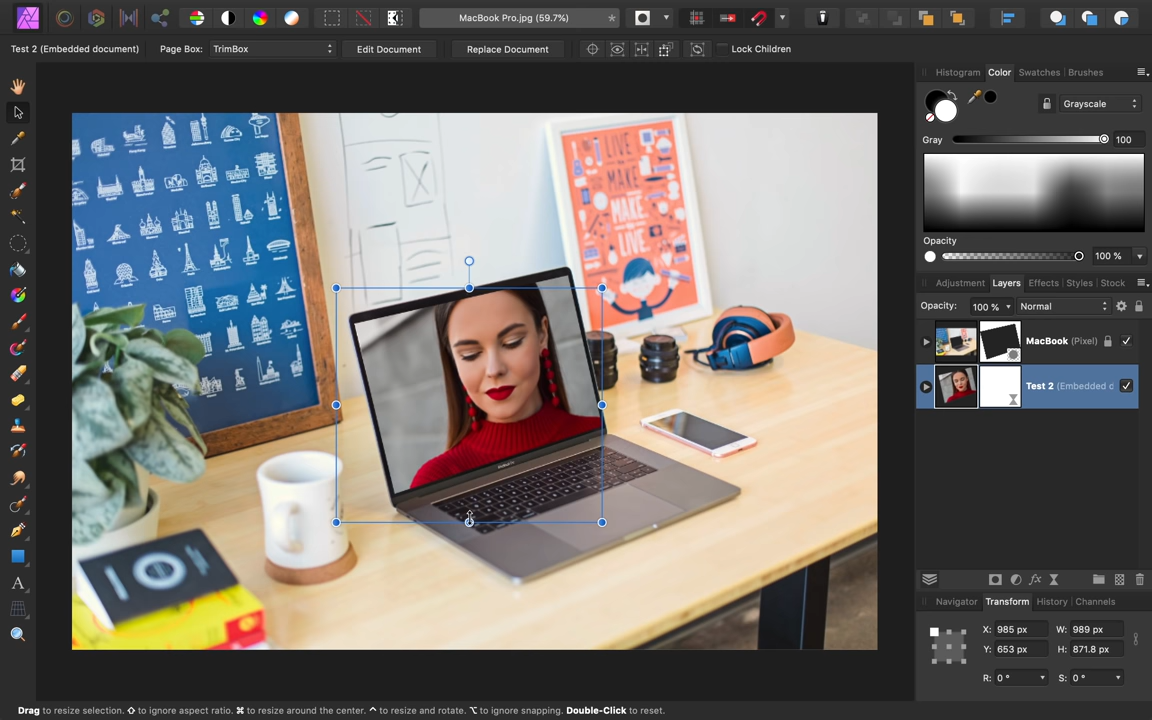 MacBook Pro.jpg (59.7%)
*
Test 2 (Embedded document)
Page Box:
TrimBox
Edit Document
Replace Document
Lock Children
Histogram
Color
Swatches
Brushes
Grayscale
Gray
100
Opacity
100 %
Adjustment
Layers
Effects
Styles
Stock
Opacity:
100 %
Normal
MacBook (Pixel)
Test 2 (Embedded d
LIVE
TO
MAKE
MAKE
TO
LIVE
Navigator
Transform
History
Channels
X: 985 px
W: 989 px
Y: 653 px
H: 871.8 px
R: 0 °
S: 0 °
Drag to resize selection. ⇧ to ignore aspect ratio. ⌘ to resize around the center. ^ to resize and rotate. ⌥ to ignore snapping. Double-Click to reset.